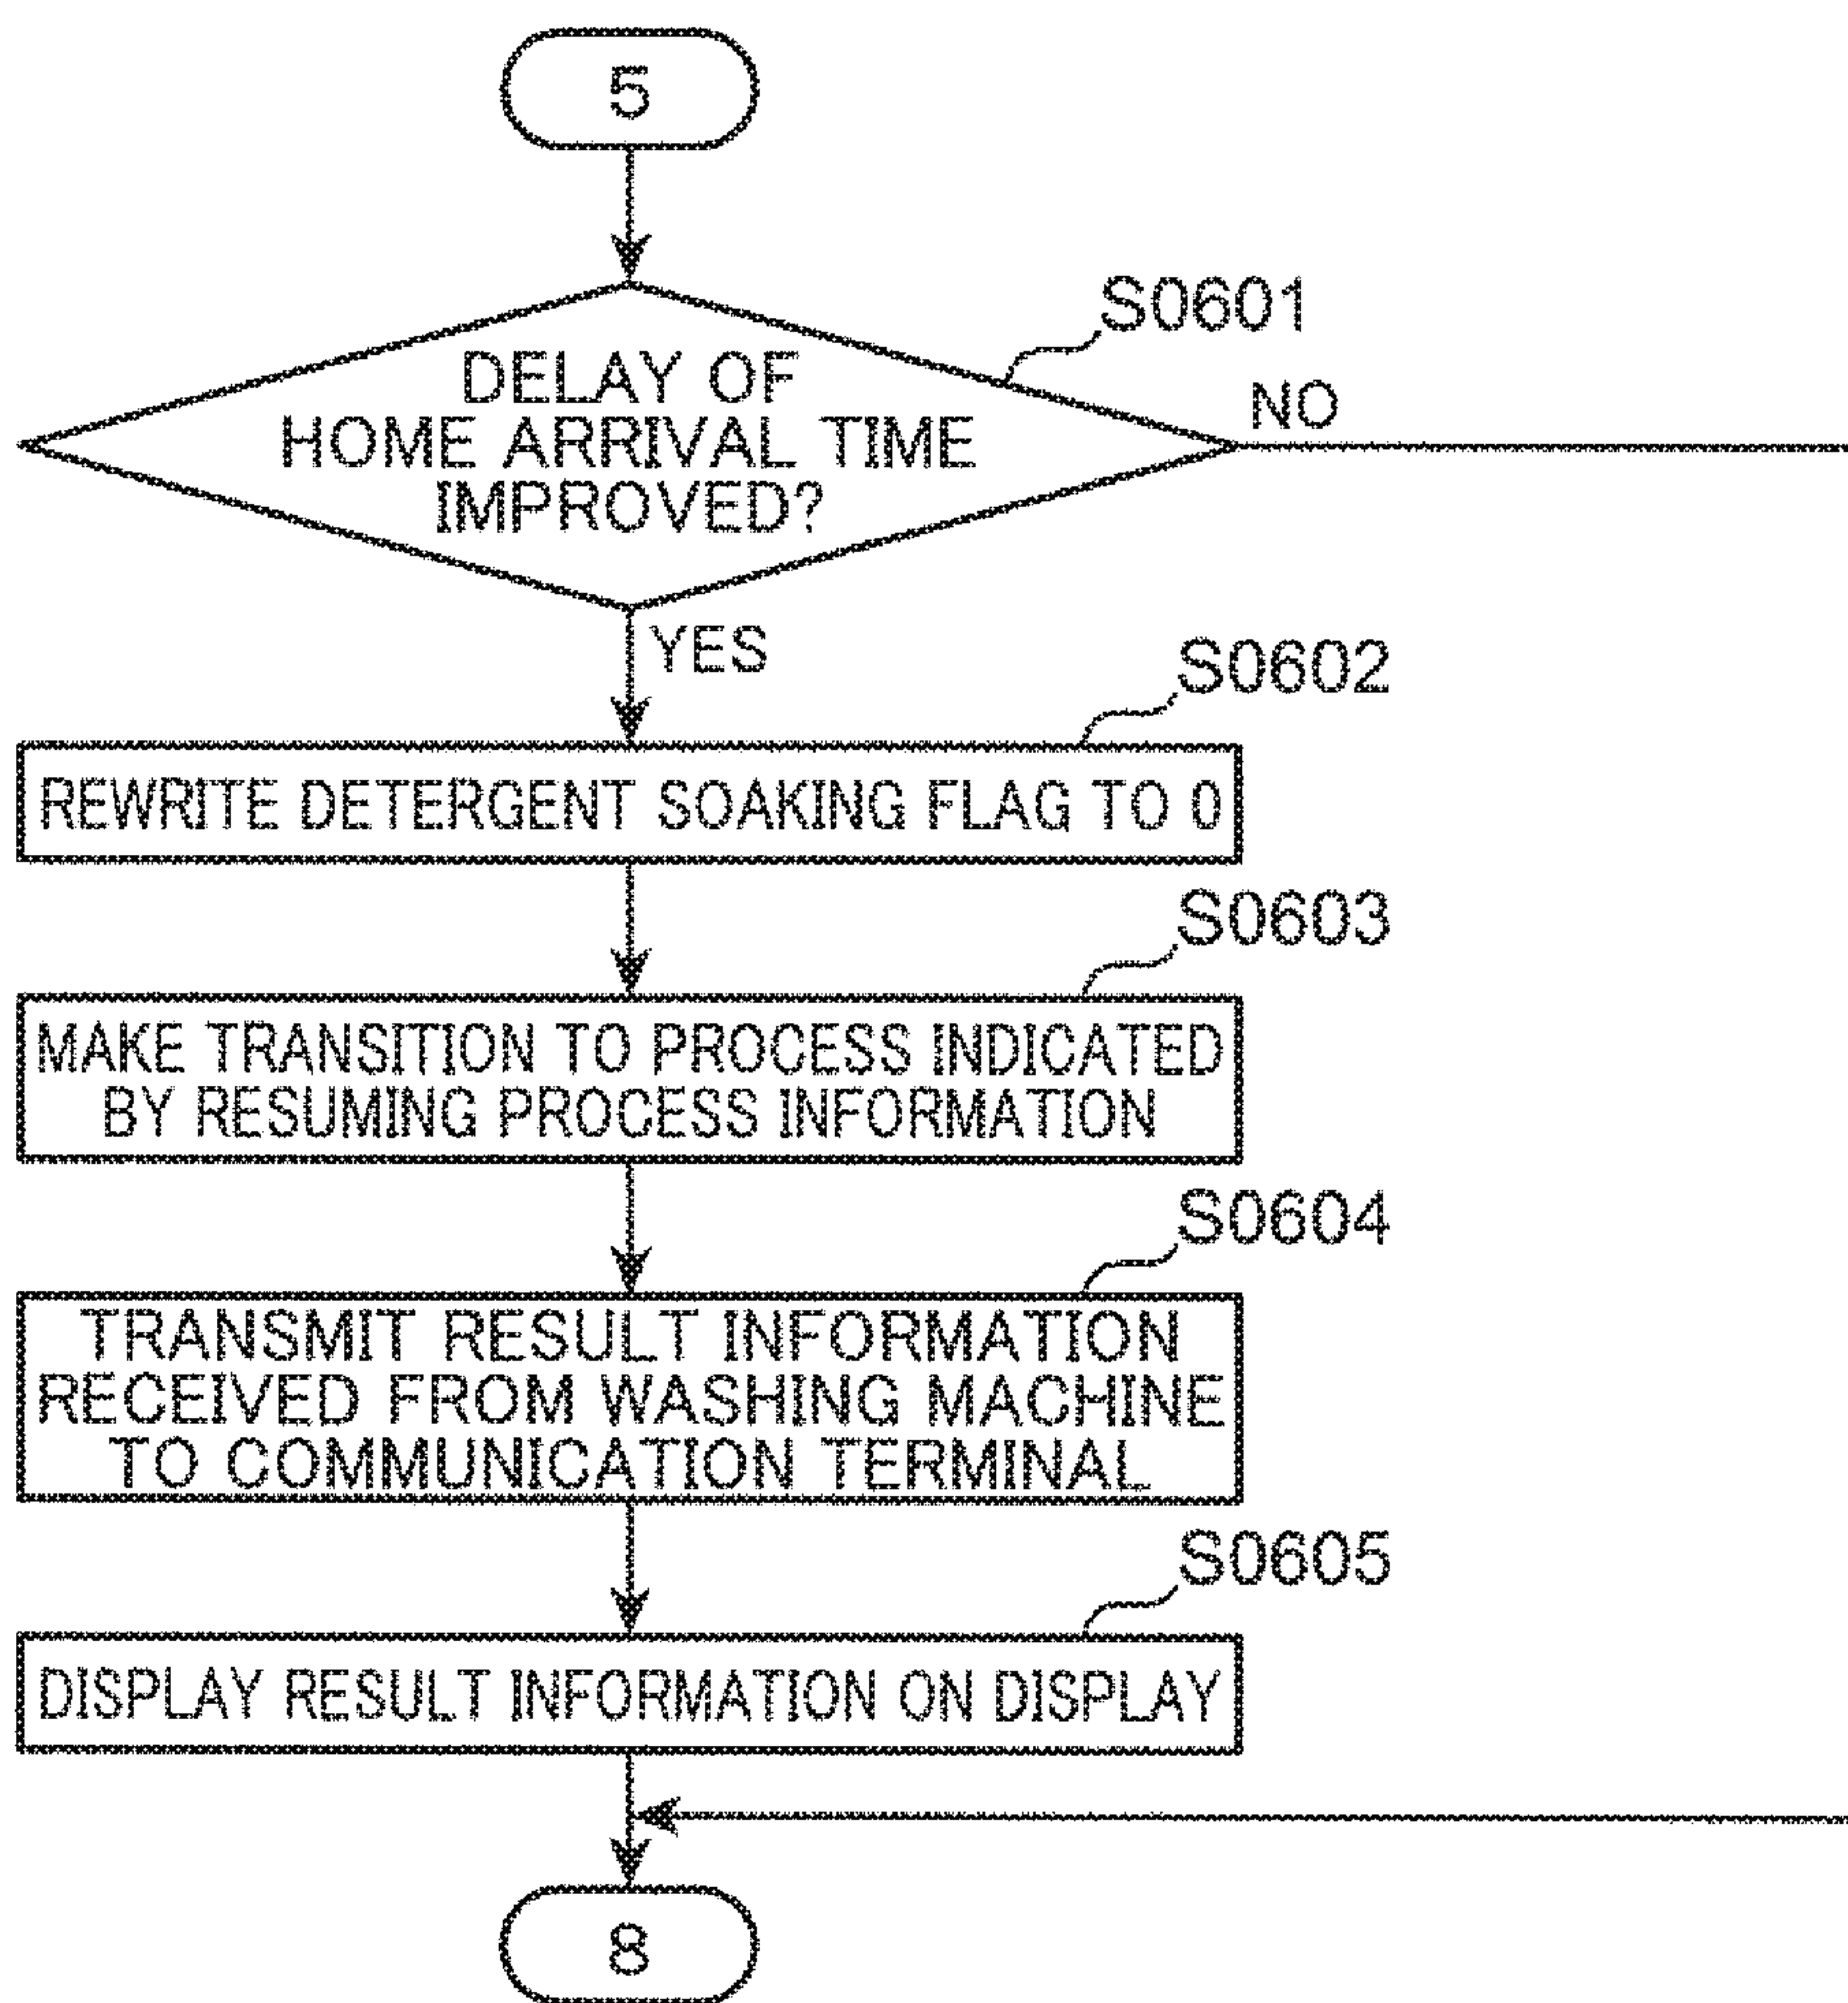 5
S0601
DELAY OF
HOME ARRIVAL TIME
IMPROVED?
NO
YES
S0602
REWRITE DETERGENT SOAKING FLAG TO 0
S0603
MAKE TRANSITION TO PROCESS INDICATED
BY RESUMING PROCESS INFORMATION
S0604
TRANSMIT RESULT INFORMATION
RECEIVED FROM WASHING MACHINE
TO COMMUNICATION TERMINAL
S0605
DISPLAY RESULT INFORMATION ON DISPLAY
8